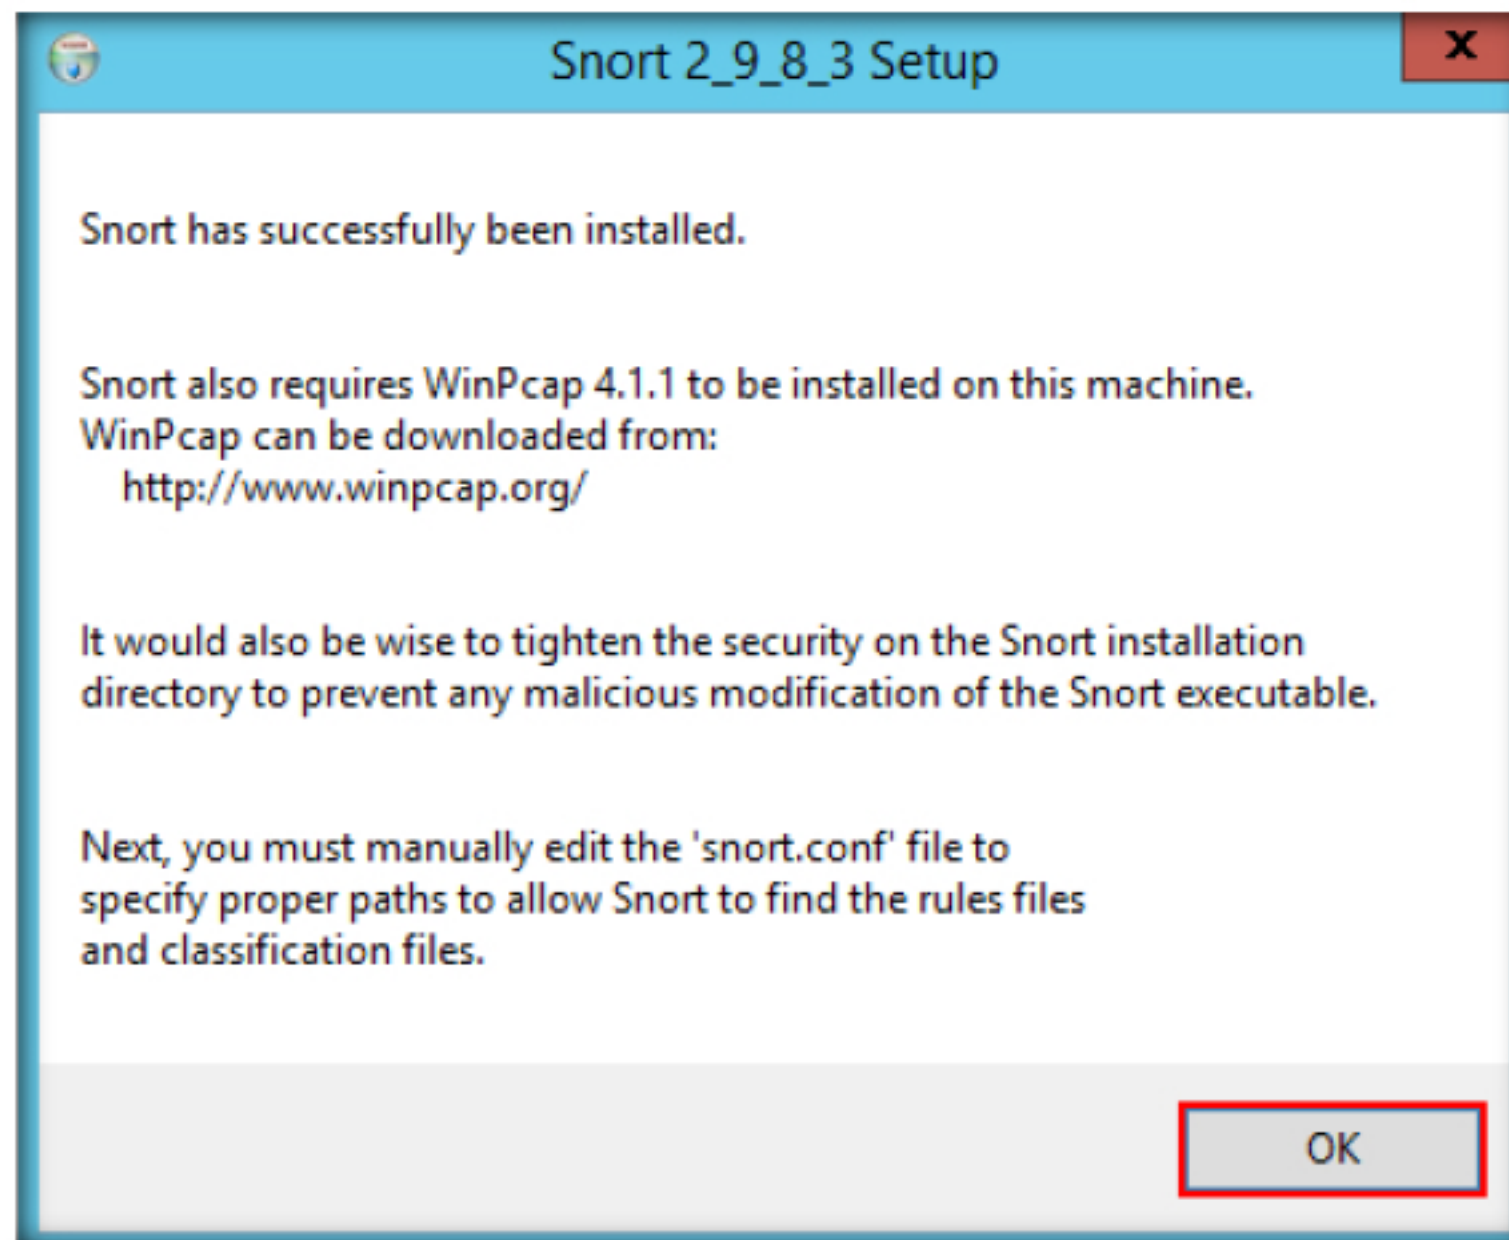 Snort 2_9_8_3 Setup
x
Snort has successfully been installed.
Snort also requires WinPcap 4.1.1 to be installed on this machine.
WinPcap can be downloaded from:
http://www.winpcap.org/
It would also be wise to tighten the security on the Snort installation
directory to prevent any malicious modification of the Snort executable.
Next, you must manually edit the 'snort.conf' file to
specify proper paths to allow Snort to find the rules files
and classification files.
OK